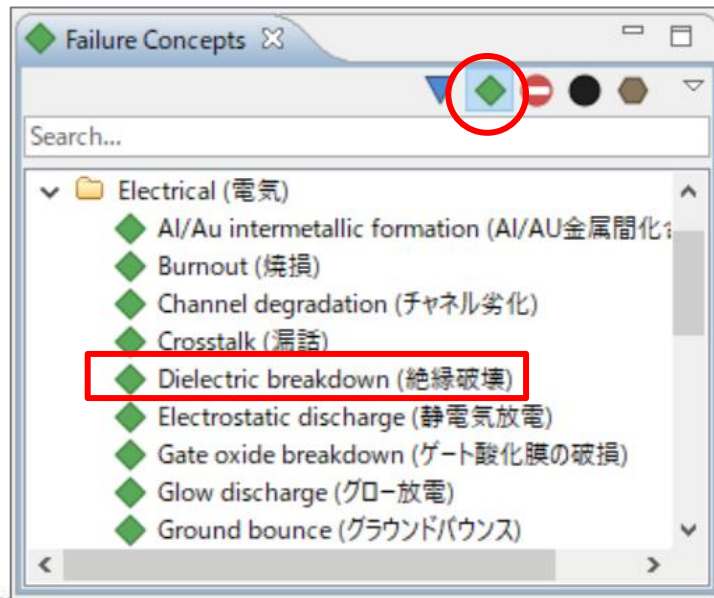 Failure Concepts
Search...
Electrical (電気)
Al/Au intermetallic formation (Al/AU金属間化
Burnout (焼損)
Channel degradation (チャネル劣化)
Crosstalk (漏話)
Dielectric breakdown (絶縁破壊)
Electrostatic discharge (静電気放電)
Gate oxide breakdown (ゲート酸化膜の破損)
Glow discharge (グロー放電)
Ground bounce (グラウンドバウンス)